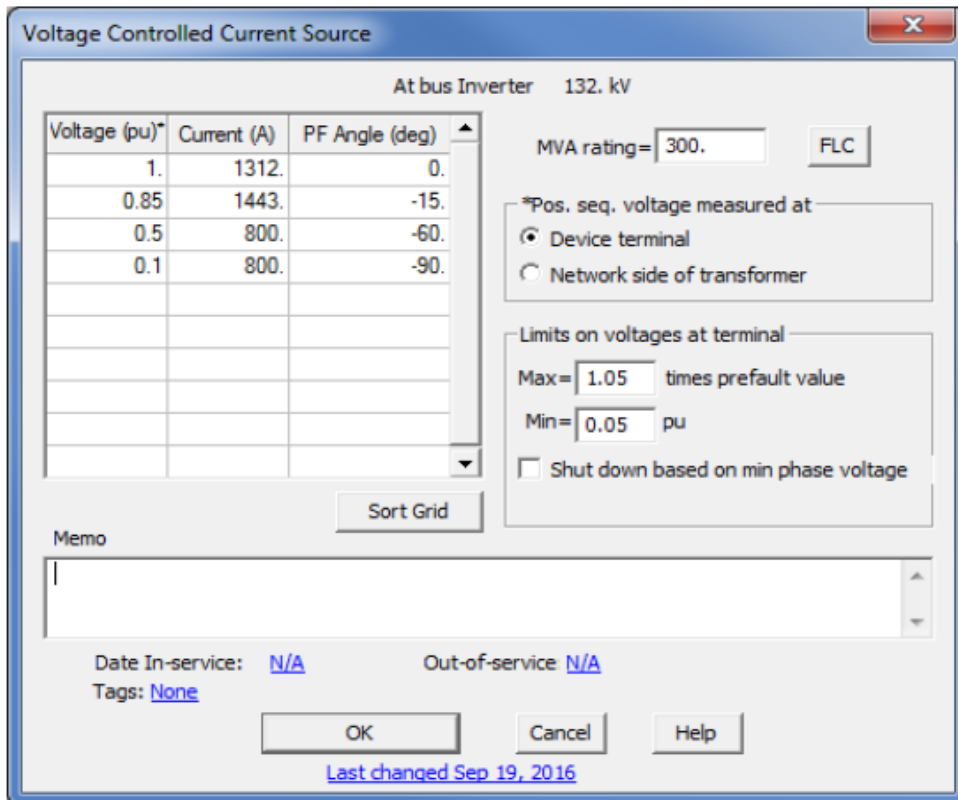 Voltage Controlled Current Source
At bus Inverter 132. kV
Voltage (pu)* Current (A) PF Angle (deg)
1. 1312. 0.
0.85 1443. -15.
0.5 800. -60.
0.1 800. -90.
MVA rating= 300. FLC
*Pos. seq. voltage measured at
Device terminal
Network side of transformer
Limits on voltages at terminal
Max= 1.05 times prefault value
Min= 0.05 pu
Shut down based on min phase voltage
Sort Grid
Memo
Date In-service: N/A Out-of-service N/A
Tags: None
OK Cancel Help
Last changed Sep 19, 2016